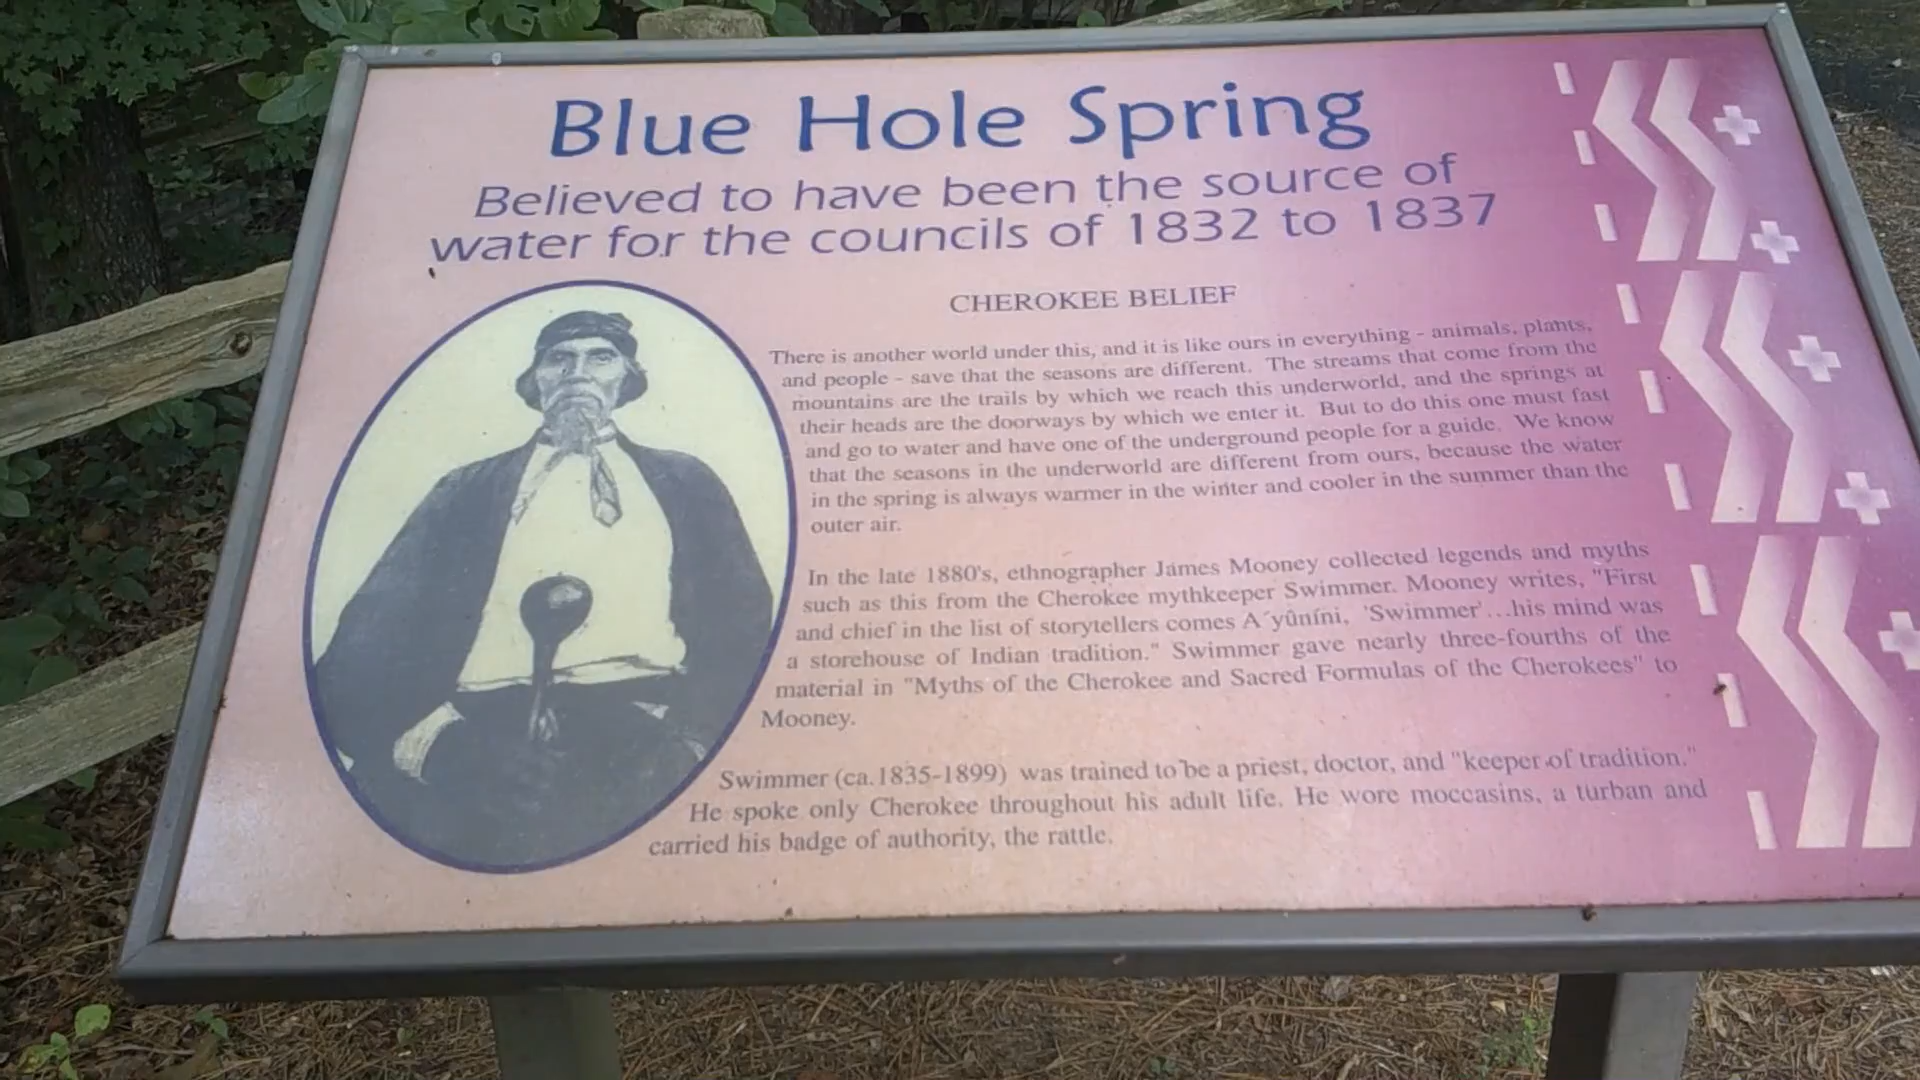 Blue Hole Spring
Believed to have been the source of
water for the councils of 1832 to 1837
CHEROKEE BELIEF
There is another world under this, and it is like ours in everything - animals, plants,
and people - save that the seasons are different. The streams that come from the
mountains are the trails by which we reach this underworld, and the springs at
their heads are the doorways by which we enter it. But to do this one must fast
and go to water and have one of the underground people for a guide. We know
that the seasons in the underworld are different from ours, because the water
in the spring is always warmer in the winter and cooler in the summer than the
outer air.
In the late 1880's, ethnographer James Mooney collected legends and myths
such as this from the Cherokee mythkeeper Swimmer. Mooney writes, "First
and chief in the list of storytellers comes A´yûníni, 'Swimmer'...his mind was
a storehouse of Indian tradition." Swimmer gave nearly three-fourths of the
material in "Myths of the Cherokee and Sacred Formulas of the Cherokees" to
Mooney.
Swimmer (ca.1835-1899) was trained to be a priest, doctor, and "keeper of tradition."
He spoke only Cherokee throughout his adult life. He wore moccasins, a turban and
carried his badge of authority, the rattle.